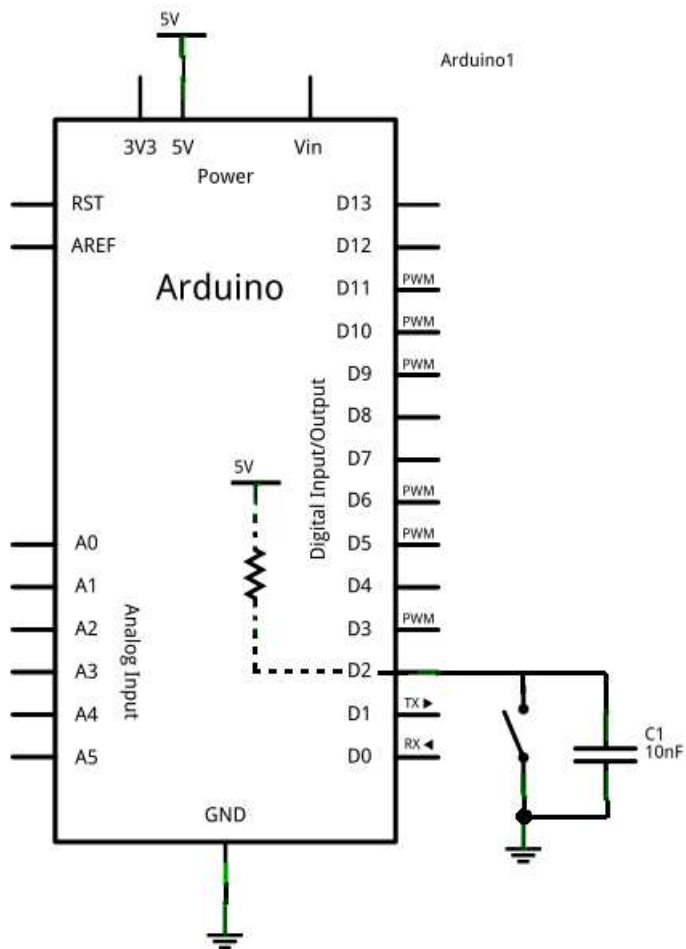 5V
Arduino1
3V3 5V Vin
Power
RST D13
AREF D12
Arduino
D11 PWM
D10 PWM
D9 PWM
D8
Digital Input/Output
D7
5V
D6 PWM
A0 D5 PWM
A1 D4
Analog Input
A2 D3 PWM
A3 D2
A4 D1 TX ▶
A5 D0 RX ◀
C1
10nF
GND